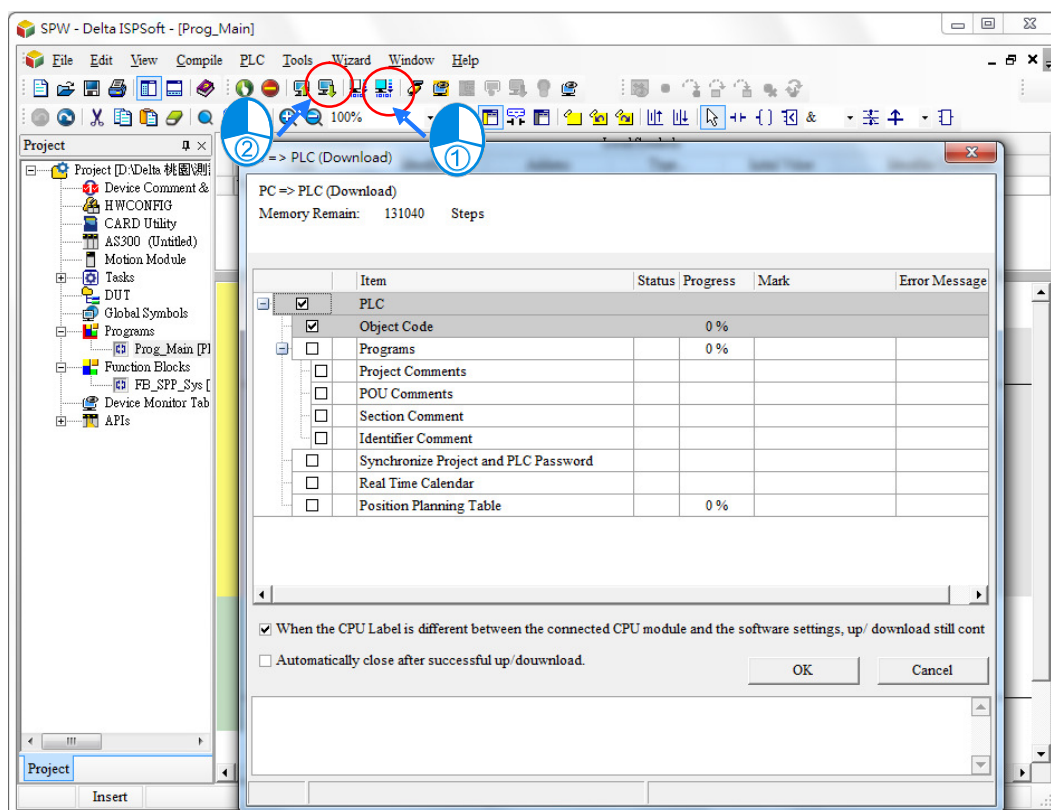 SPW - Delta ISPSoft - [Prog_Main]
File Edit View Compile PLC Tools Wizard Window Help
100%
&
② ①
Project
Project [D:\Delta 桃園\測
Device Comment &
HWCONFIG
CARD Utility
AS300 (Untitled)
Motion Module
Tasks
DUT
Global Symbols
Programs
Prog_Main [P
Function Blocks
FB_SPP_Sys [
Device Monitor Tab
APIs
=> PLC (Download)
PC => PLC (Download)
Memory Remain: 131040 Steps
Item Status Progress Mark Error Message
PLC
Object Code 0 %
Programs 0 %
Project Comments
POU Comments
Section Comment
Identifier Comment
Synchronize Project and PLC Password
Real Time Calendar
Position Planning Table 0 %
When the CPU Label is different between the connected CPU module and the software settings, up/ download still cont
Automatically close after successful up/douwnload.
OK Cancel
Project
Insert